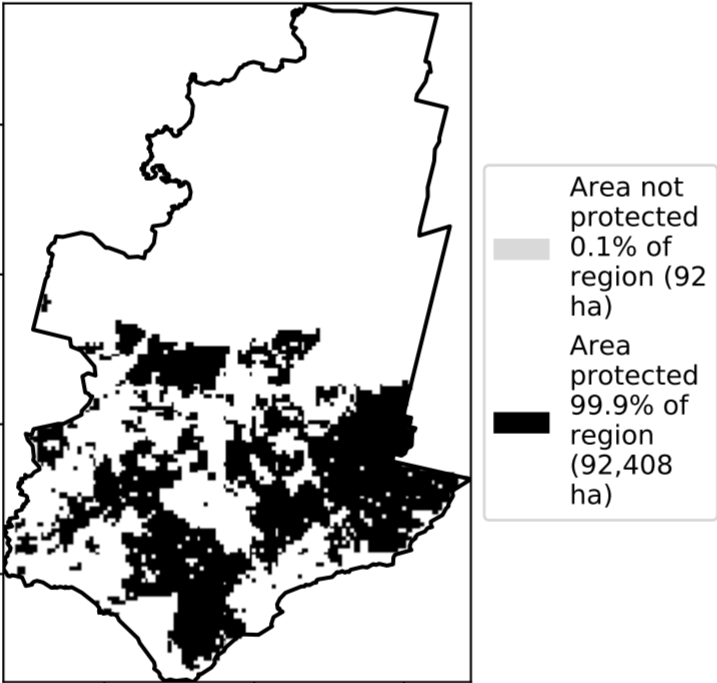 Area not
protected
0.1% of
region (92
ha)
Area
protected
99.9% of
region
(92,408
ha)